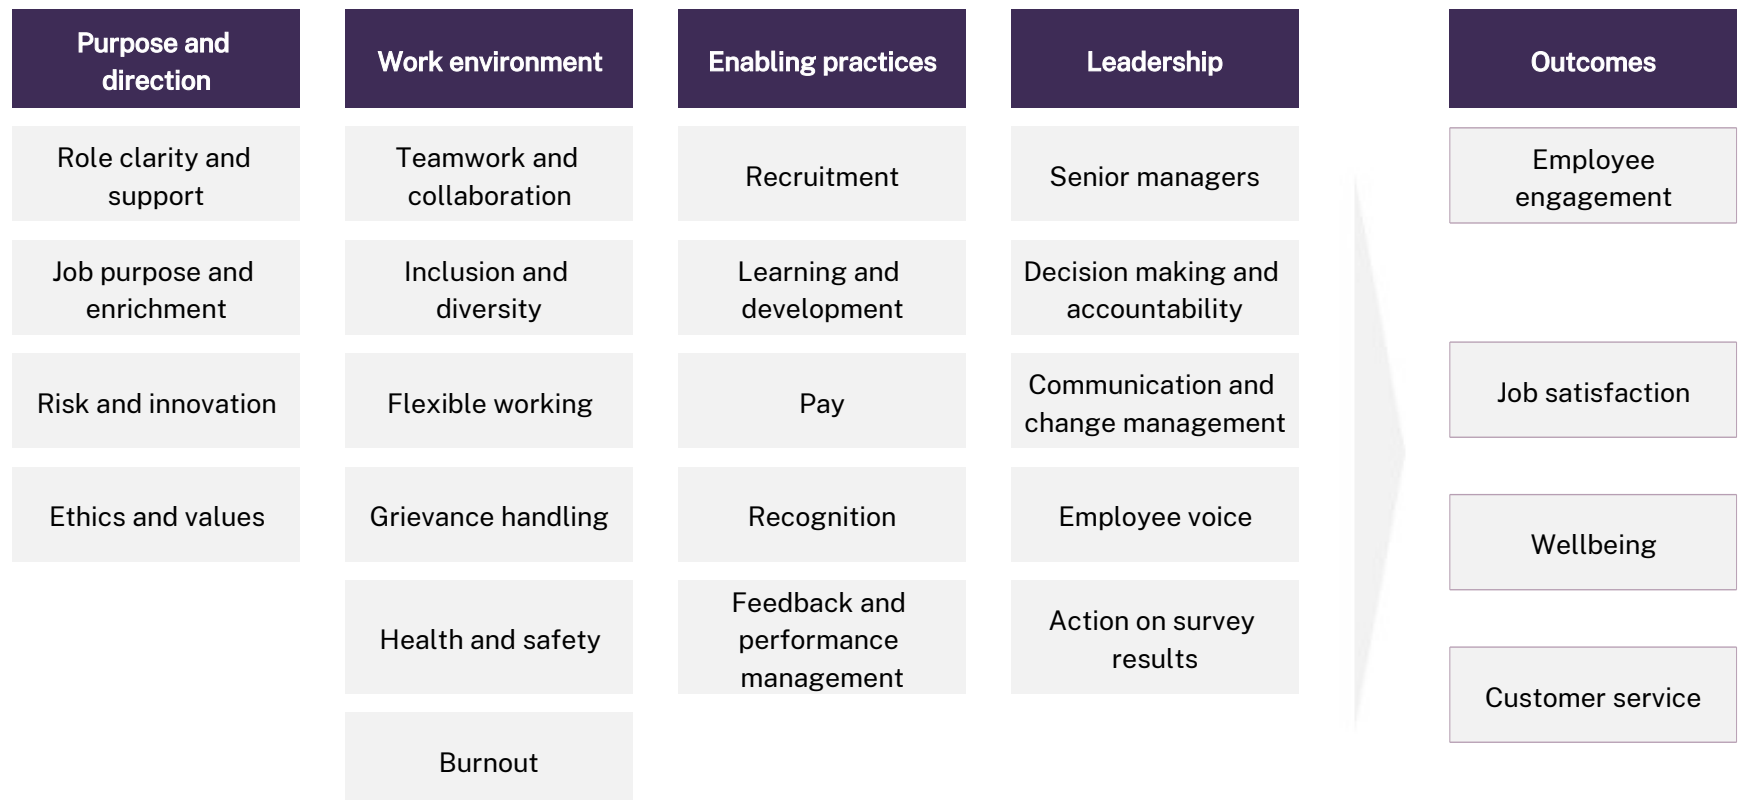 Purpose and
direction
Role clarity and
support
Job purpose and
enrichment
Risk and innovation
Ethics and values
Work environment
Teamwork and
collaboration
Inclusion and
diversity
Flexible working
Grievance handling
Health and safety
Burnout
Enabling practices
Recruitment
Learning and
development
Pay
Recognition
Feedback and
performance
management
Leadership
Senior managers
Decision making and
accountability
Communication and
change management
Employee voice
Action on survey
results
Outcomes
Employee
engagement
Job satisfaction
Wellbeing
Customer service